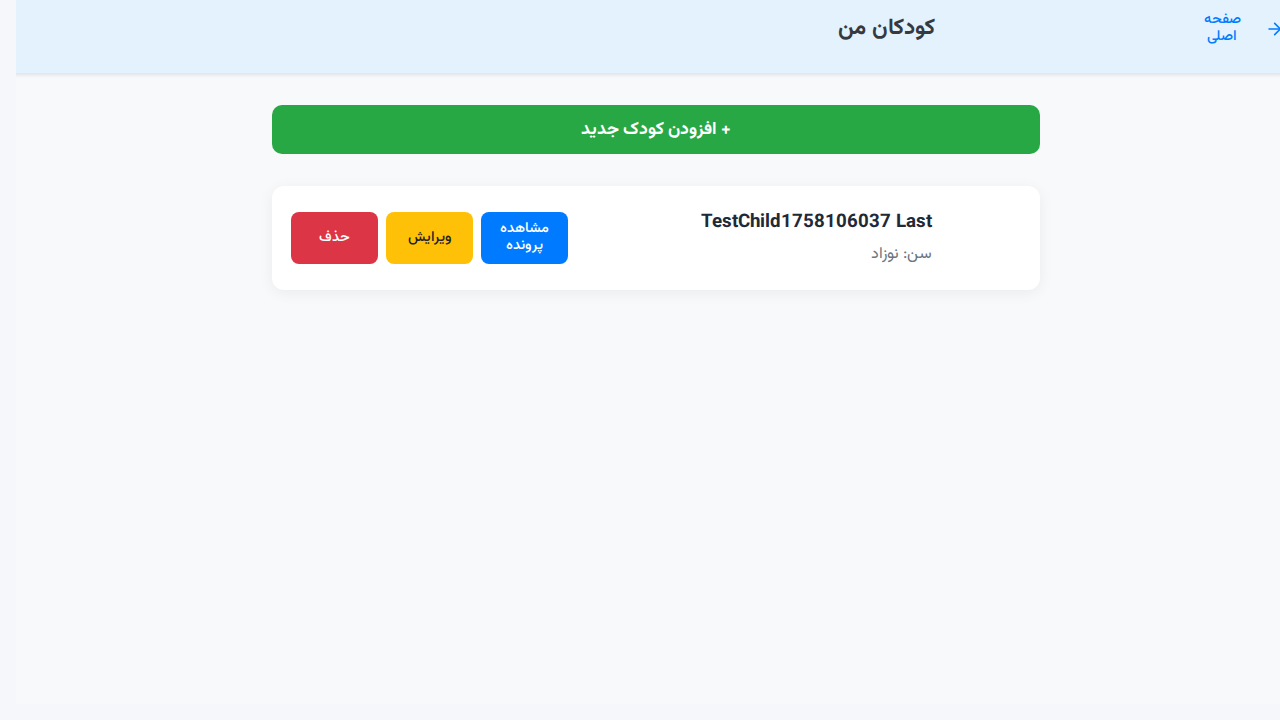 صفحه
اصلی
کودکان من
+ افزودن کودک جدید
TestChild1758106037 Last
سن: نوزاد
مشاهده
پرونده
ویرایش
حذف